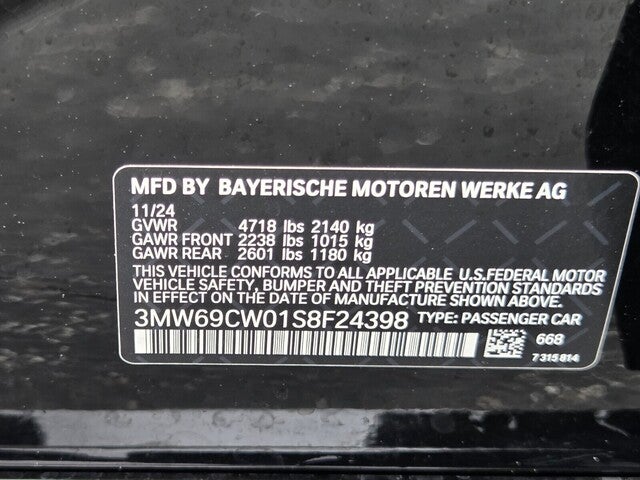 MFD BY BAYERISCHE MOTOREN WERKE AG
11/24
GVWR 4718 lbs 2140 kg
GAWR FRONT 2238 lbs 1015 kg
GAWR REAR 2601 lbs 1180 kg
THIS VEHICLE CONFORMS TO ALL APPLICABLE U.S.FEDERAL MOTOR
VEHICLE SAFETY, BUMPER AND THEFT PREVENTION STANDARDS
IN EFFECT ON THE DATE OF MANUFACTURE SHOWN ABOVE.
3MW69CW01S8F24398 TYPE: PASSENGER CAR
668
7 315 814